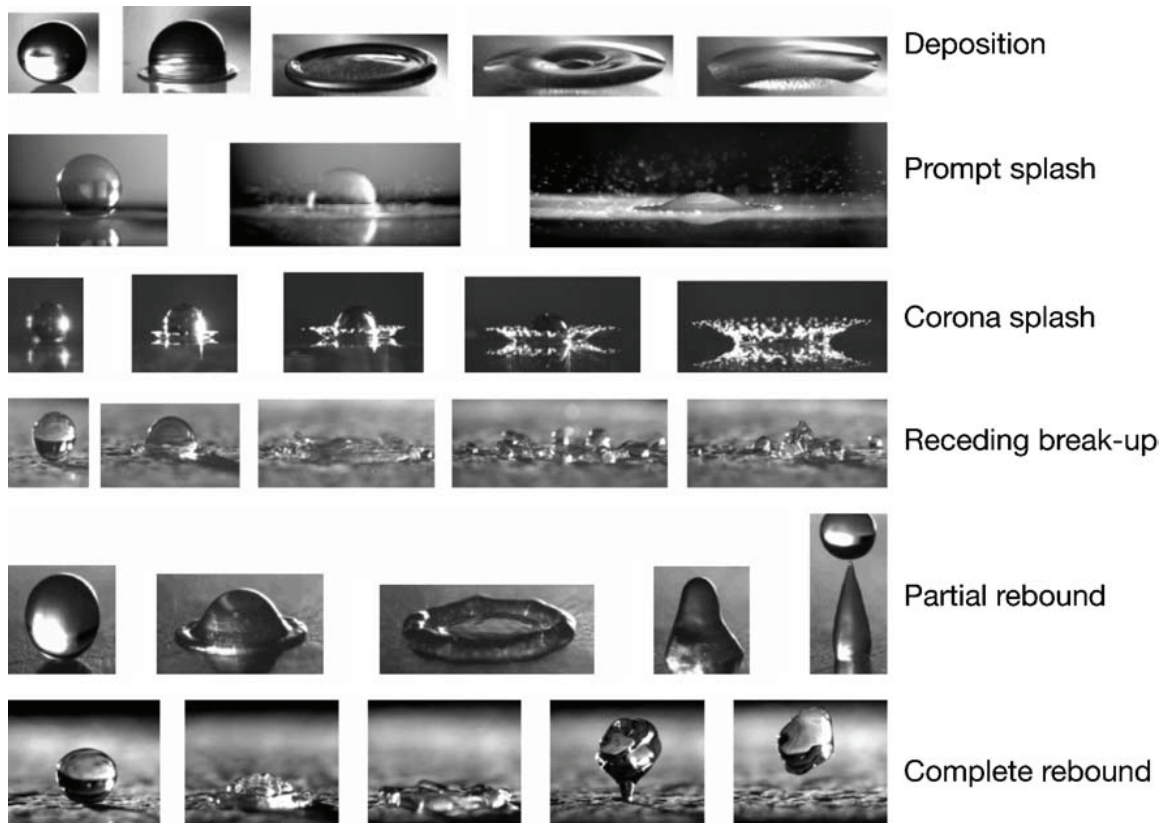 Deposition
Prompt splash
Corona splash
Receding break-up
Partial rebound
Complete rebound